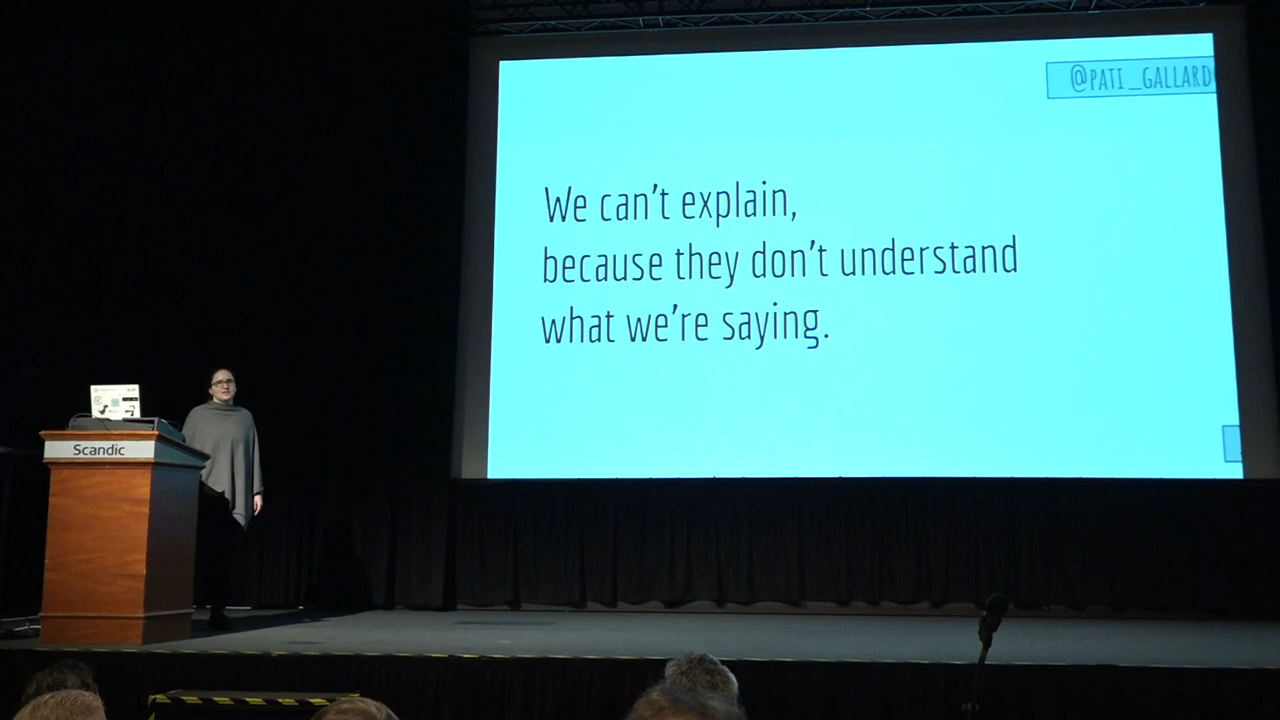 @PATI_GALLARD
We can't explain,
because they don't understand
what we're saying.
Scandic